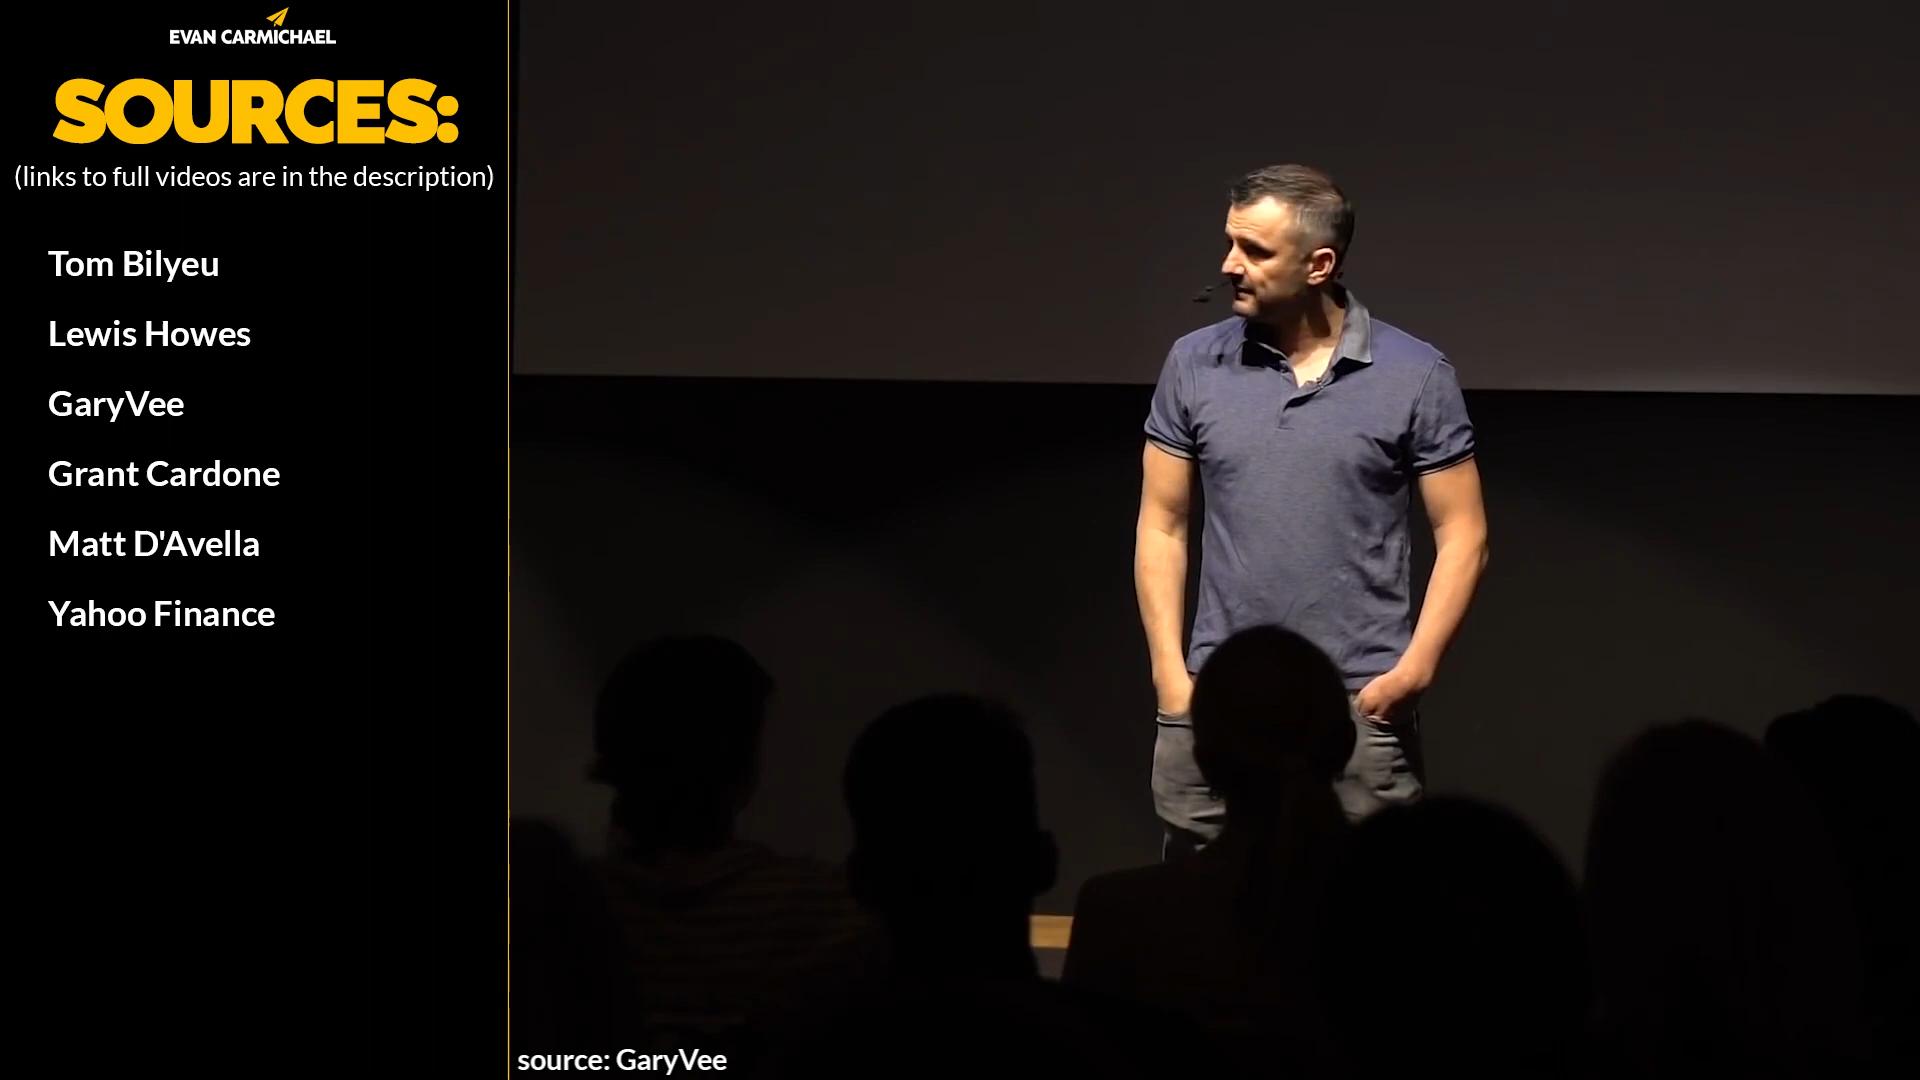 EVAN CARMICHAEL
SOURCES:
(links to full videos are in the description)
Tom Bilyeu
Lewis Howes
GaryVee
Grant Cardone
Matt D'Avella
Yahoo Finance
source: GaryVee